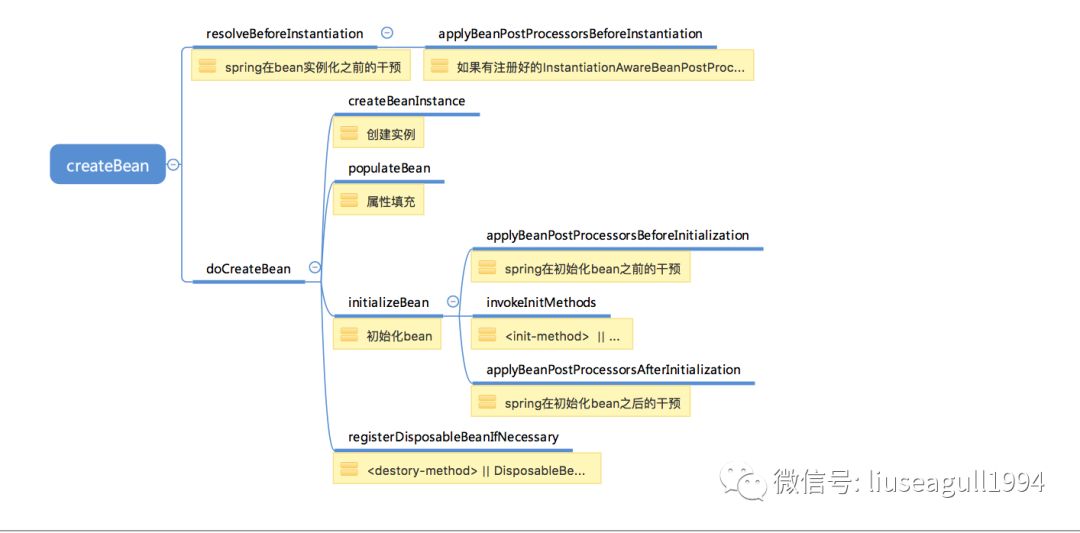 resolveBeforeInstantiation
applyBeanPostProcessorsBeforeInstantiation
spring在bean实例化之前的干预
如果有注册好的InstantiationAwareBeanPostProc...
createBeanInstance
创建实例
createBean
populateBean
属性填充
applyBeanPostProcessorsBeforeInitialization
spring在初始化bean之前的干预
doCreateBean
initializeBean
invokeInitMethods
初始化bean
<init-method> || ...
applyBeanPostProcessorsAfterInitialization
spring在初始化bean之后的干预
registerDisposableBeanIfNecessary
<destory-method> || DisposableBe...
微信号: liuseagull1994